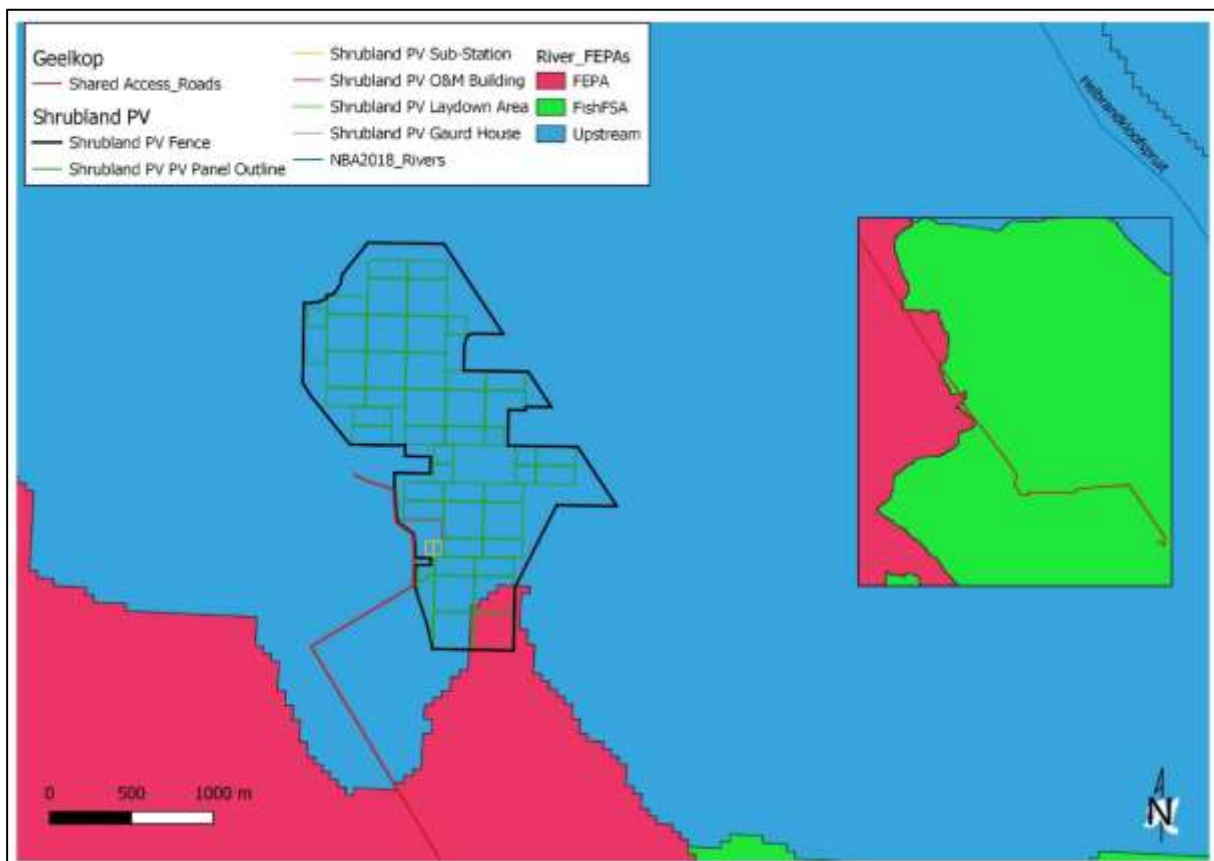 Geelkop
Shared Access_Roads
Shrubland PV
Shrubland PV Fence
Shrubland PV PV Panel Outline
Shrubland PV Sub-Station
Shrubland PV O&M Building
Shrubland PV Laydown Area
Shrubland PV Gaurd House
NBA2018_Rivers
River_FEPAs
FEPA
FishFSA
Upstream
Helbrandkloofspruit
0 500 1000 m
N